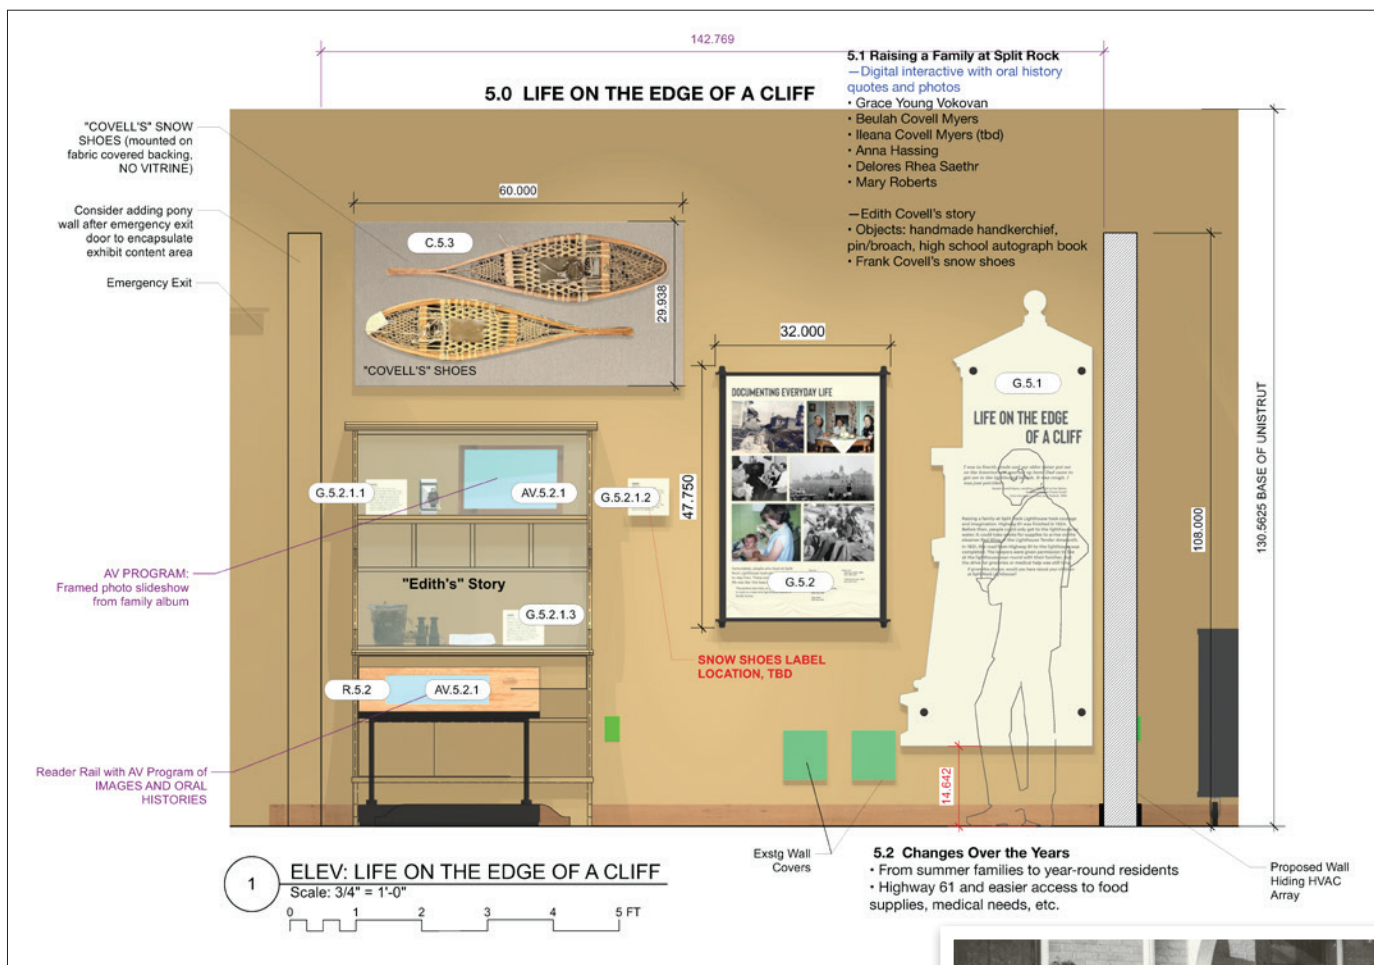 142.769
5.0 LIFE ON THE EDGE OF A CLIFF
5.1 Raising a Family at Split Rock
—Digital interactive with oral history
quotes and photos
• Grace Young Vokovan
• Beulah Covell Myers
• Ileana Covell Myers (tbd)
• Anna Hassing
• Delores Rhea Saethr
• Mary Roberts
—Edith Covell's story
• Objects: handmade handkerchief,
pin/broach, high school autograph book
• Frank Covell's snow shoes
"COVELL'S" SNOW
SHOES (mounted on
fabric covered backing,
NO VITRINE)
Consider adding pony
wall after emergency exit
door to encapsulate
exhibit content area
Emergency Exit
60.000
C.5.3
29.938
"COVELL'S" SHOES
32.000
47.750
DOCUMENTING EVERYDAY LIFE
G.5.2
G.5.1
LIFE ON THE EDGE
OF A CLIFF
108.000
130.5625 BASE OF UNISTRUT
G.5.2.1.1
AV.5.2.1
G.5.2.1.2
AV PROGRAM:
Framed photo slideshow
from family album
"Edith's" Story
G.5.2.1.3
SNOW SHOES LABEL
LOCATION, TBD
R.5.2
AV.5.2.1
Reader Rail with AV Program of
IMAGES AND ORAL
HISTORIES
14.642
Exstg Wall
Covers
5.2 Changes Over the Years
• From summer families to year-round residents
• Highway 61 and easier access to food
supplies, medical needs, etc.
Proposed Wall
Hiding HVAC
Array
1
ELEV: LIFE ON THE EDGE OF A CLIFF
Scale: 3/4" = 1'-0"
0 1 2 3 4 5 FT